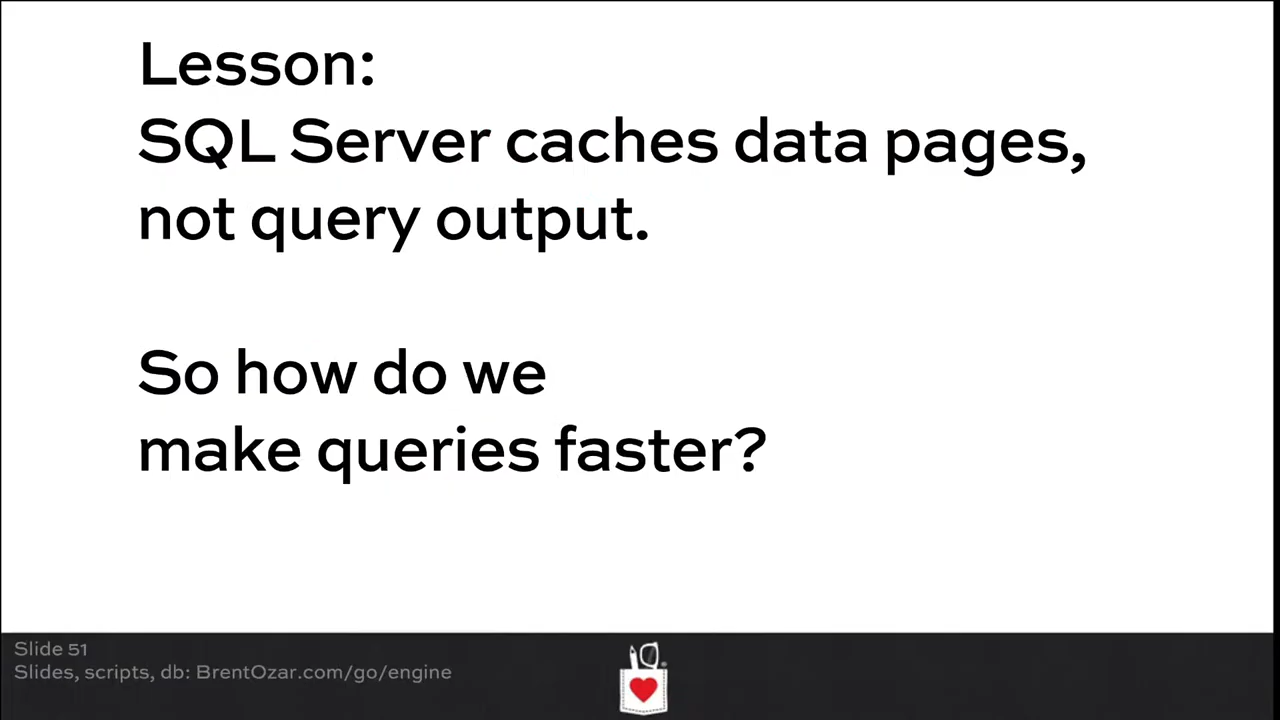 Lesson:
SQL Server caches data pages,
not query output.
So how do we
make queries faster?
Slide 51
Slides, scripts, db: BrentOzar.com/go/engine